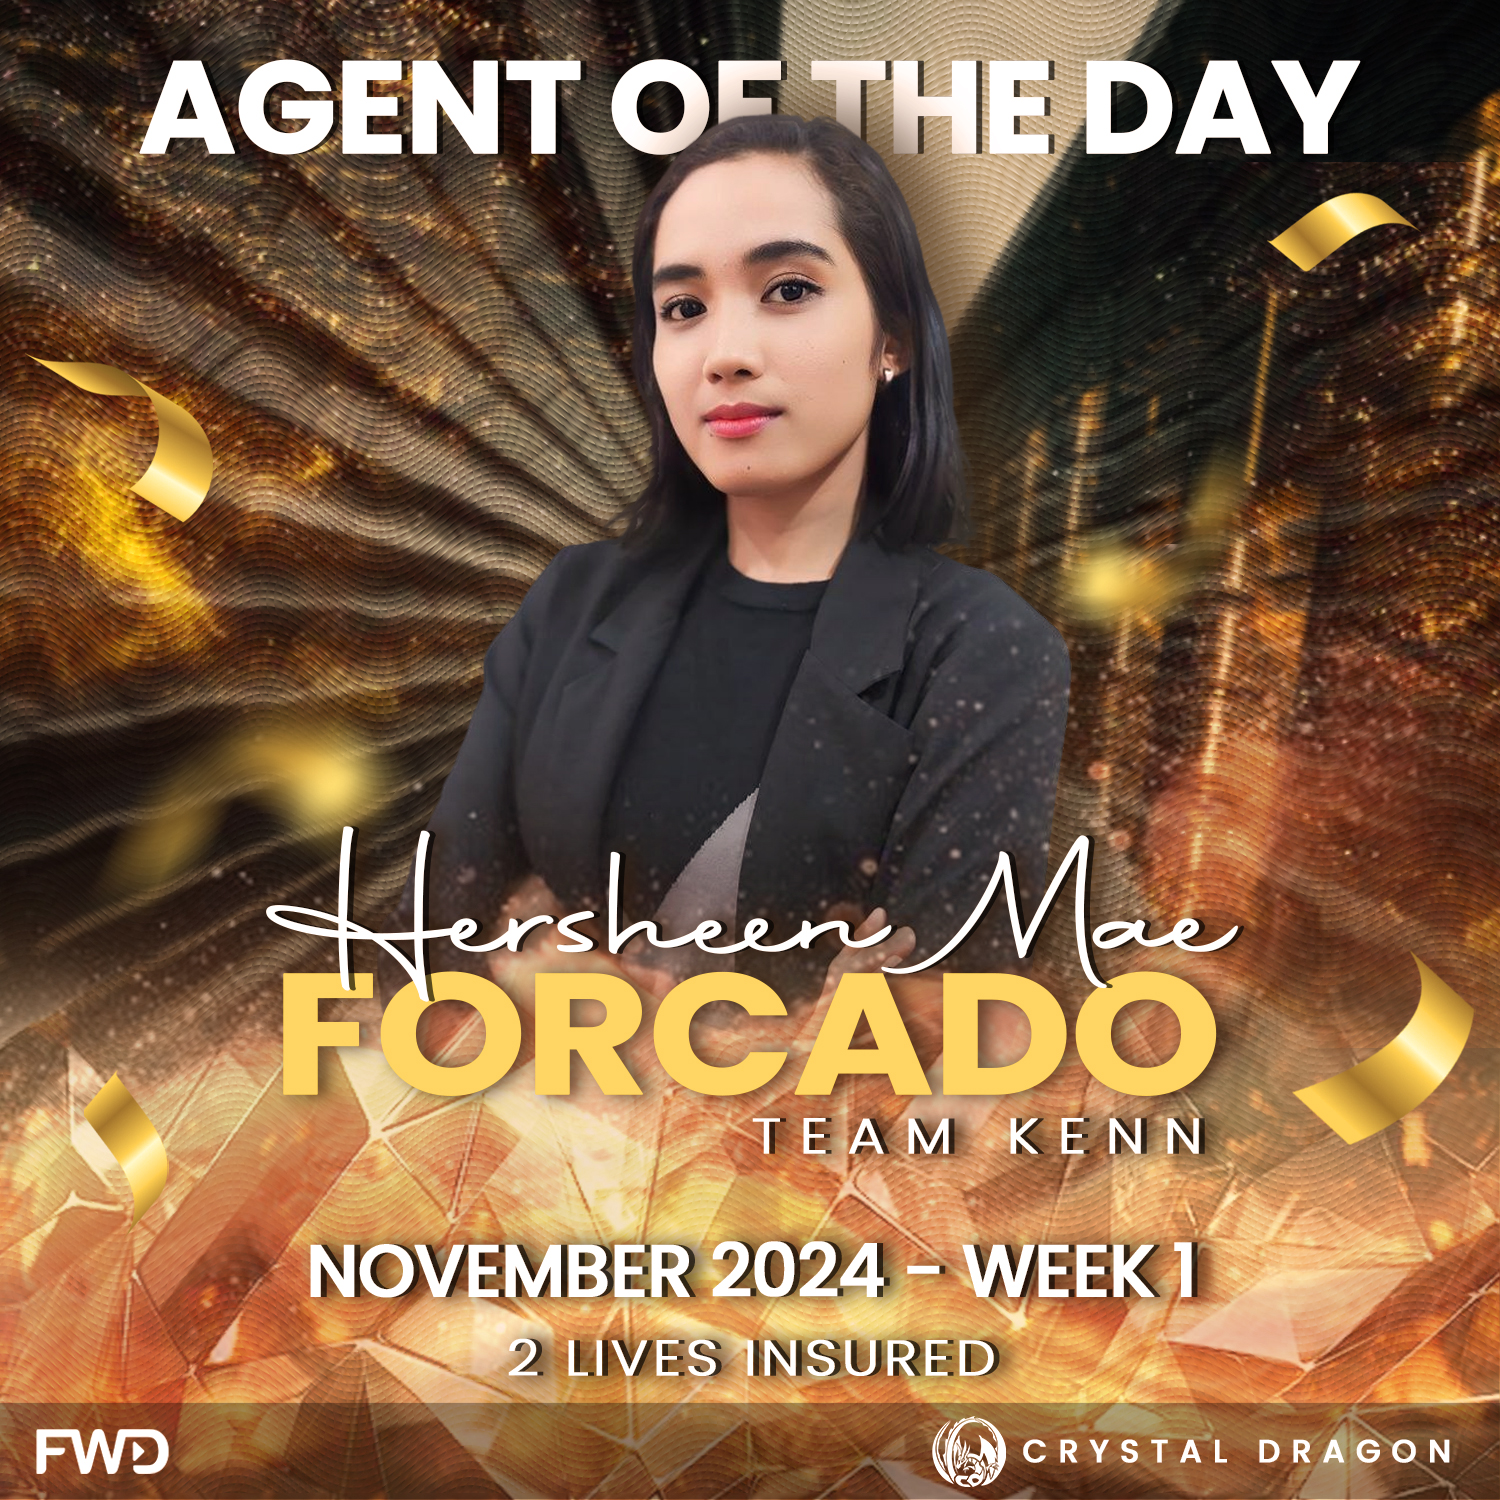 AGENT OF THE DAY
Hersheen Mae
FORCADO
TEAM KENN
NOVEMBER 2024 - WEEK 1
2 LIVES INSURED
FWD
CRYSTAL DRAGON